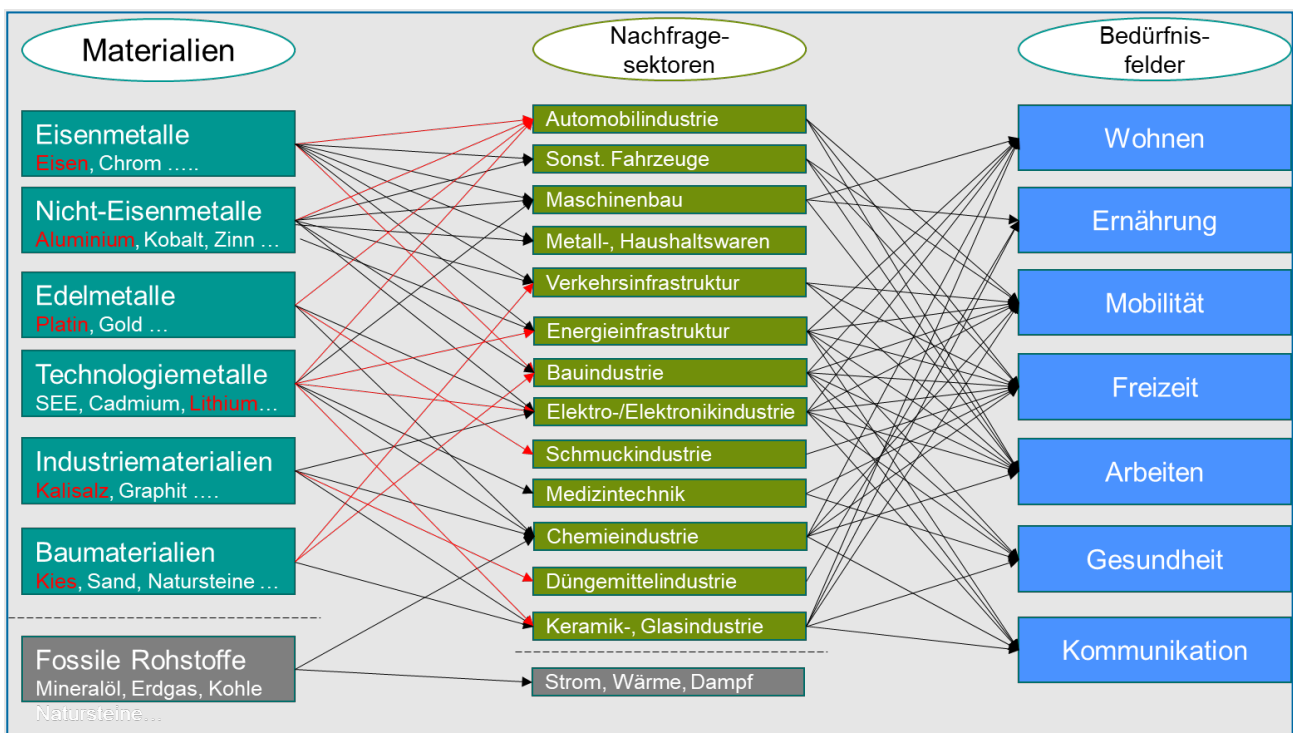 Materialien
Eisenmetalle
Eisen, Chrom .....
Nicht-Eisenmetalle
Aluminium, Kobalt, Zinn ...
Edelmetalle
Platin, Gold ...
Technologiemetalle
SEE, Cadmium, Lithium...
Industriematerialien
Kalisalz, Graphit ....
Baumaterialien
Kies, Sand, Natursteine ...
Fossile Rohstoffe
Mineralöl, Erdgas, Kohle
Natursteine...
Nachfrage-
sektoren
Automobilindustrie
Sonst. Fahrzeuge
Maschinenbau
Metall-, Haushaltswaren
Verkehrsinfrastruktur
Energieinfrastruktur
Bauindustrie
Elektro-/Elektronikindustrie
Schmuckindustrie
Medizintechnik
Chemieindustrie
Düngemittelindustrie
Keramik-, Glasindustrie
Strom, Wärme, Dampf
Bedürfnis-
felder
Wohnen
Ernährung
Mobilität
Freizeit
Arbeiten
Gesundheit
Kommunikation